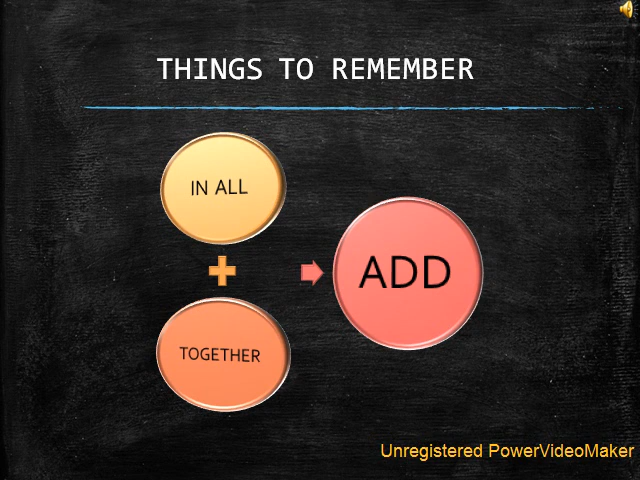 THINGS TO REMEMBER
IN ALL
TOGETHER
ADD
Unregistered PowerVideoMaker